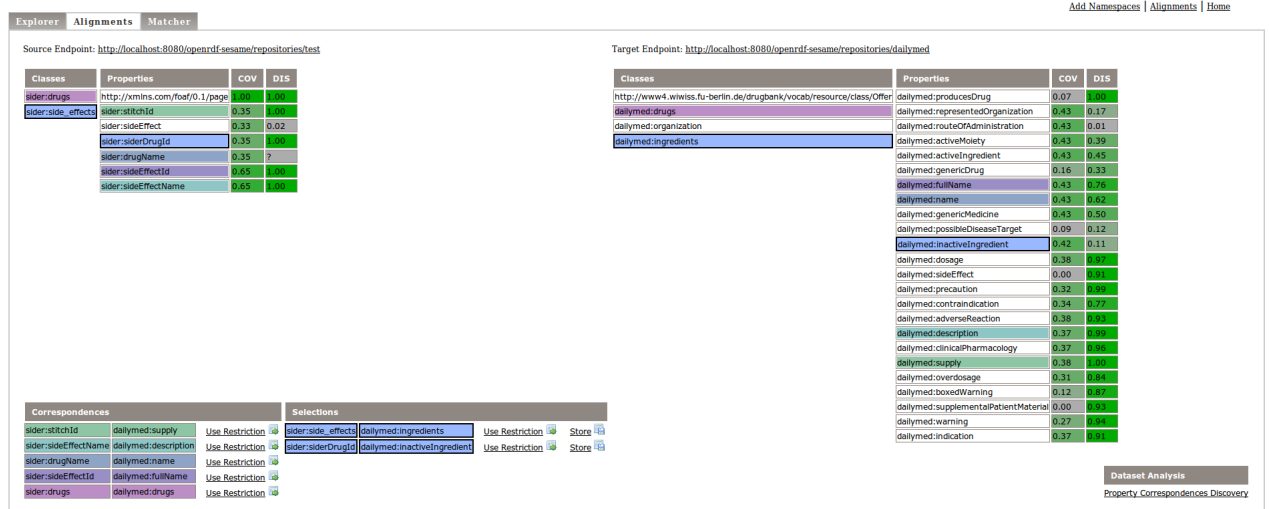 Add Namespaces | Alignments | Home
Explorer Alignments Matcher
Source Endpoint: http://localhost:8080/openrdf-sesame/repositories/test
Target Endpoint: http://localhost:8080/openrdf-sesame/repositories/dailymed
Classes Properties COV DIS
sider:drugs http://xmlns.com/foaf/0.1/page 1.00 1.00
sider:side_effects sider:stitchId 0.35 1.00
sider:sideEffect 0.33 0.02
sider:siderDrugId 0.35 1.00
sider:drugName 0.35 ?
sider:sideEffectId 0.65 1.00
sider:sideEffectName 0.65 1.00
Classes Properties COV DIS
http://www4.wiwiss.fu-berlin.de/drugbank/vocab/resource/class/Offer dailymed:producesDrug 0.07 1.00
dailymed:drugs dailymed:representedOrganization 0.43 0.17
dailymed:organization dailymed:routeOfAdministration 0.43 0.01
dailymed:ingredients dailymed:activeMoiety 0.43 0.39
dailymed:activeIngredient 0.43 0.45
dailymed:genericDrug 0.16 0.33
dailymed:fullName 0.43 0.76
dailymed:name 0.43 0.62
dailymed:genericMedicine 0.43 0.50
dailymed:possibleDiseaseTarget 0.09 0.12
dailymed:inactiveIngredient 0.42 0.11
dailymed:dosage 0.38 0.97
dailymed:sideEffect 0.00 0.91
dailymed:precaution 0.32 0.99
dailymed:contraindication 0.34 0.77
dailymed:adverseReaction 0.38 0.93
dailymed:description 0.37 0.99
dailymed:clinicalPharmacology 0.37 0.96
dailymed:supply 0.38 1.00
dailymed:overdosage 0.31 0.84
dailymed:boxedWarning 0.12 0.87
dailymed:supplementalPatientMaterial 0.00 0.93
dailymed:warning 0.27 0.94
dailymed:indication 0.37 0.91
Correspondences
sider:stitchId dailymed:supply Use Restriction
sider:sideEffectName dailymed:description Use Restriction
sider:drugName dailymed:name Use Restriction
sider:sideEffectId dailymed:fullName Use Restriction
sider:drugs dailymed:drugs Use Restriction
Selections
sider:side_effects dailymed:ingredients Use Restriction Store
sider:siderDrugId dailymed:inactiveIngredient Use Restriction Store
Dataset Analysis
Property Correspondences Discovery